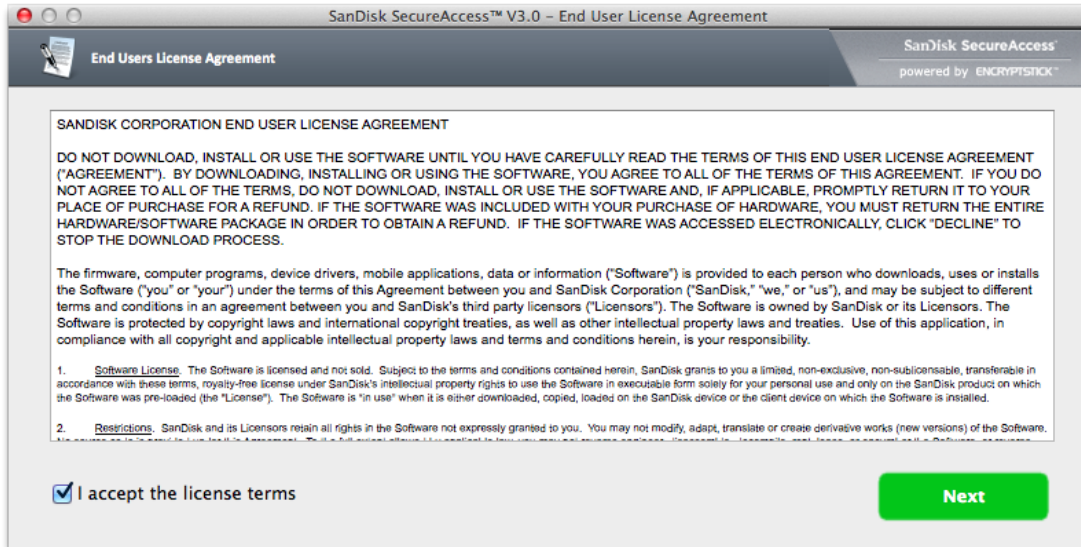 SanDisk SecureAccess™ V3.0 – End User License Agreement
End Users License Agreement
SanDisk SecureAccess™
powered by ENCRYPTSTICK™
SANDISK CORPORATION END USER LICENSE AGREEMENT
DO NOT DOWNLOAD, INSTALL OR USE THE SOFTWARE UNTIL YOU HAVE CAREFULLY READ THE TERMS OF THIS END USER LICENSE AGREEMENT
("AGREEMENT"). BY DOWNLOADING, INSTALLING OR USING THE SOFTWARE, YOU AGREE TO ALL OF THE TERMS OF THIS AGREEMENT. IF YOU DO
NOT AGREE TO ALL OF THE TERMS, DO NOT DOWNLOAD, INSTALL OR USE THE SOFTWARE AND, IF APPLICABLE, PROMPTLY RETURN IT TO YOUR
PLACE OF PURCHASE FOR A REFUND. IF THE SOFTWARE WAS INCLUDED WITH YOUR PURCHASE OF HARDWARE, YOU MUST RETURN THE ENTIRE
HARDWARE/SOFTWARE PACKAGE IN ORDER TO OBTAIN A REFUND. IF THE SOFTWARE WAS ACCESSED ELECTRONICALLY, CLICK "DECLINE" TO
STOP THE DOWNLOAD PROCESS.
The firmware, computer programs, device drivers, mobile applications, data or information ("Software") is provided to each person who downloads, uses or installs
the Software ("you" or "your") under the terms of this Agreement between you and SanDisk Corporation ("SanDisk," "we," or "us"), and may be subject to different
terms and conditions in an agreement between you and SanDisk's third party licensors ("Licensors"). The Software is owned by SanDisk or its Licensors. The
Software is protected by copyright laws and international copyright treaties, as well as other intellectual property laws and treaties. Use of this application, in
compliance with all copyright and applicable intellectual property laws and terms and conditions herein, is your responsibility.
1. Software License. The Software is licensed and not sold. Subject to the terms and conditions contained herein, SanDisk grants to you a limited, non-exclusive, non-sublicensable, transferable in
accordance with these terms, royalty-free license under SanDisk's intellectual property rights to use the Software in executable form solely for your personal use and only on the SanDisk product on which
the Software was pre-loaded (the "License"). The Software is "in use" when it is either downloaded, copied, loaded on the SanDisk device or the client device on which the Software is installed.
2. Restrictions. SanDisk and its Licensors retain all rights in the Software not expressly granted to you. You may not modify, adapt, translate or create derivative works (new versions) of the Software.
I accept the license terms
Next